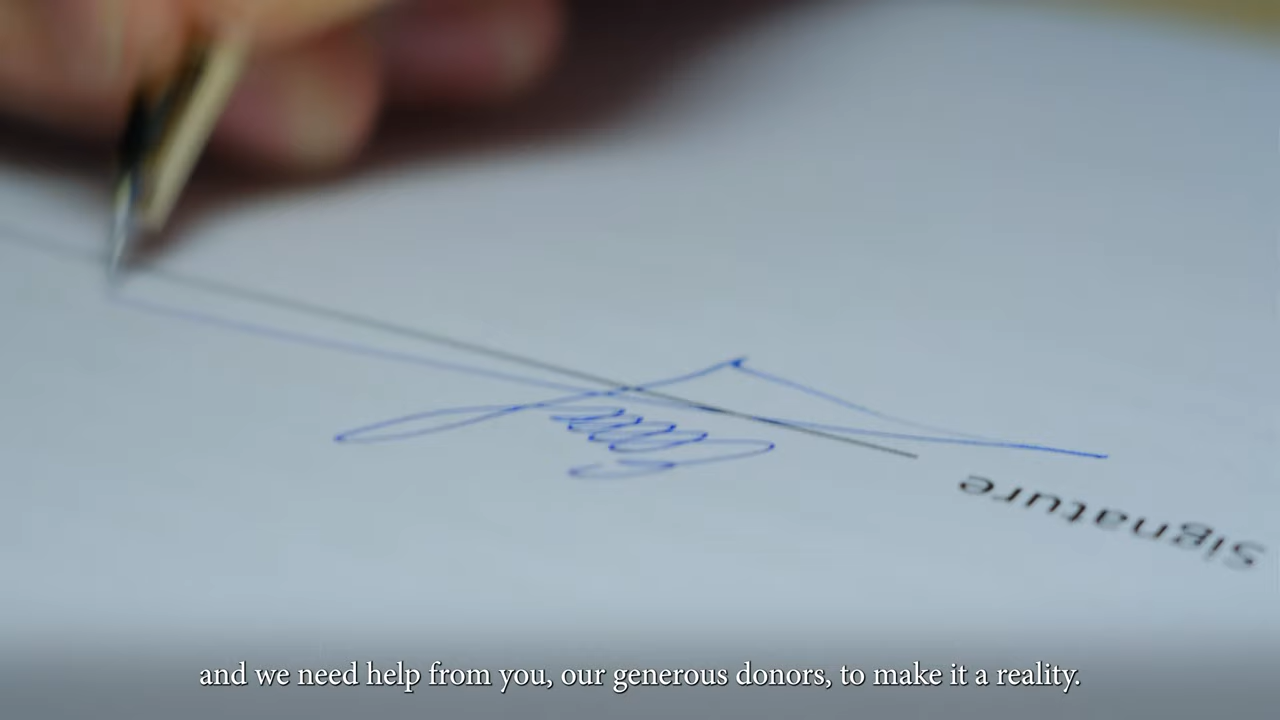 Signature
and we need help from you, our generous donors, to make it a reality.